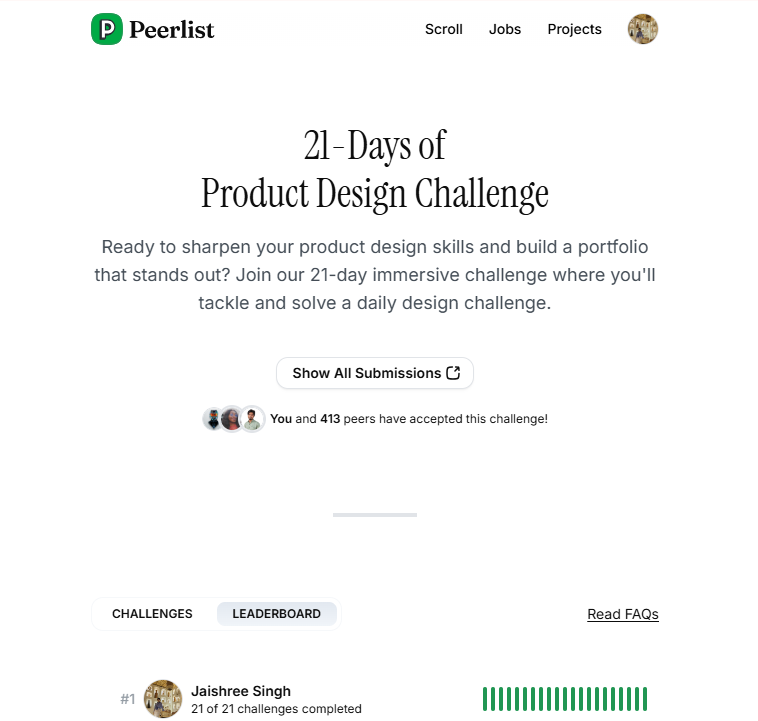 Peerlist
Scroll Jobs Projects
21-Days of
Product Design Challenge
Ready to sharpen your product design skills and build a portfolio
that stands out? Join our 21-day immersive challenge where you'll
tackle and solve a daily design challenge.
Show All Submissions
You and 413 peers have accepted this challenge!
CHALLENGES LEADERBOARD
Read FAQs
#1
Jaishree Singh
21 of 21 challenges completed